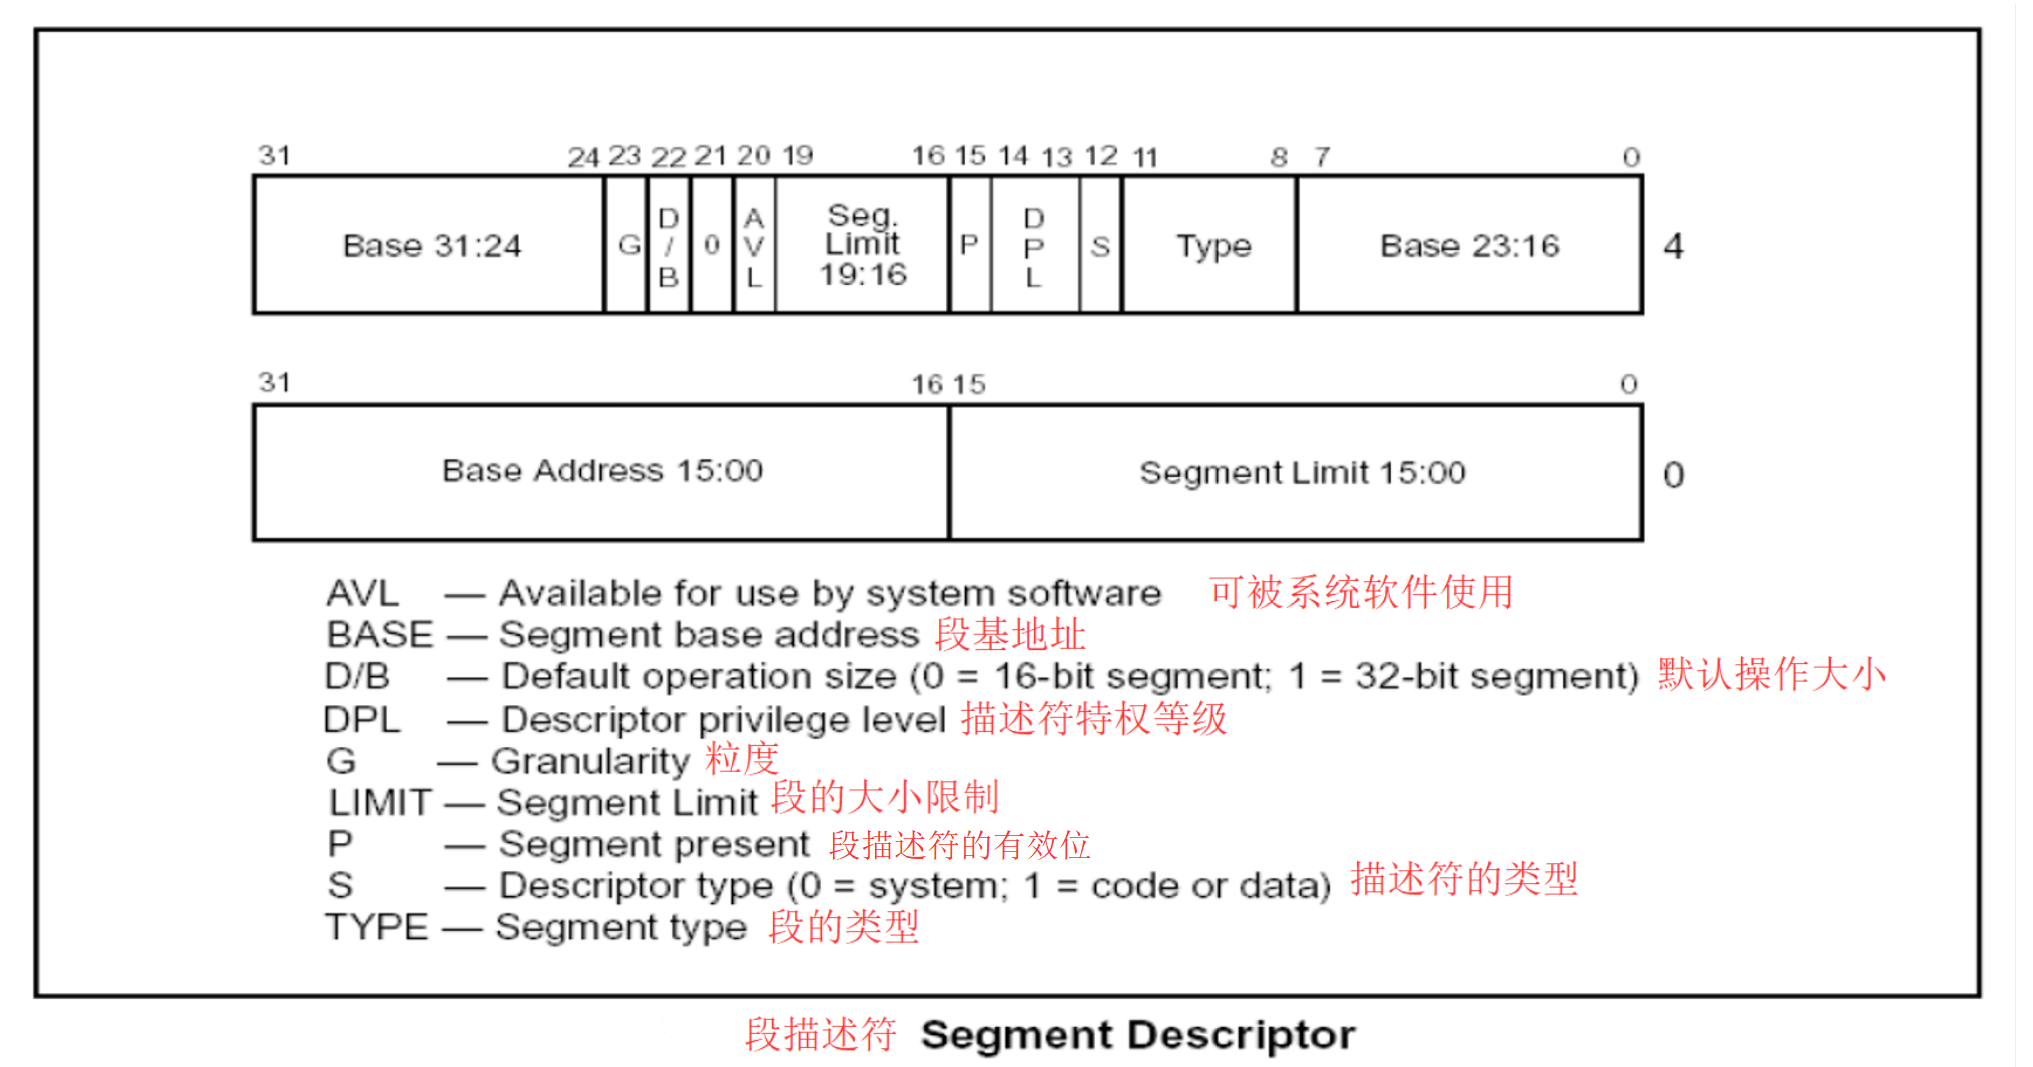 31 24 23 22 21 20 19 16 15 14 13 12 11 8 7 0
Base 31:24 G D/B 0 AVL Seg. Limit 19:16 P DPL S Type Base 23:16 4
31 16 15 0
Base Address 15:00 Segment Limit 15:00 0
AVL — Available for use by system software 可被系统软件使用
BASE — Segment base address 段基地址
D/B — Default operation size (0 = 16-bit segment; 1 = 32-bit segment) 默认操作大小
DPL — Descriptor privilege level 描述符特权等级
G — Granularity 粒度
LIMIT — Segment Limit 段的大小限制
P — Segment present 段描述符的有效位
S — Descriptor type (0 = system; 1 = code or data) 描述符的类型
TYPE — Segment type 段的类型
段描述符 Segment Descriptor